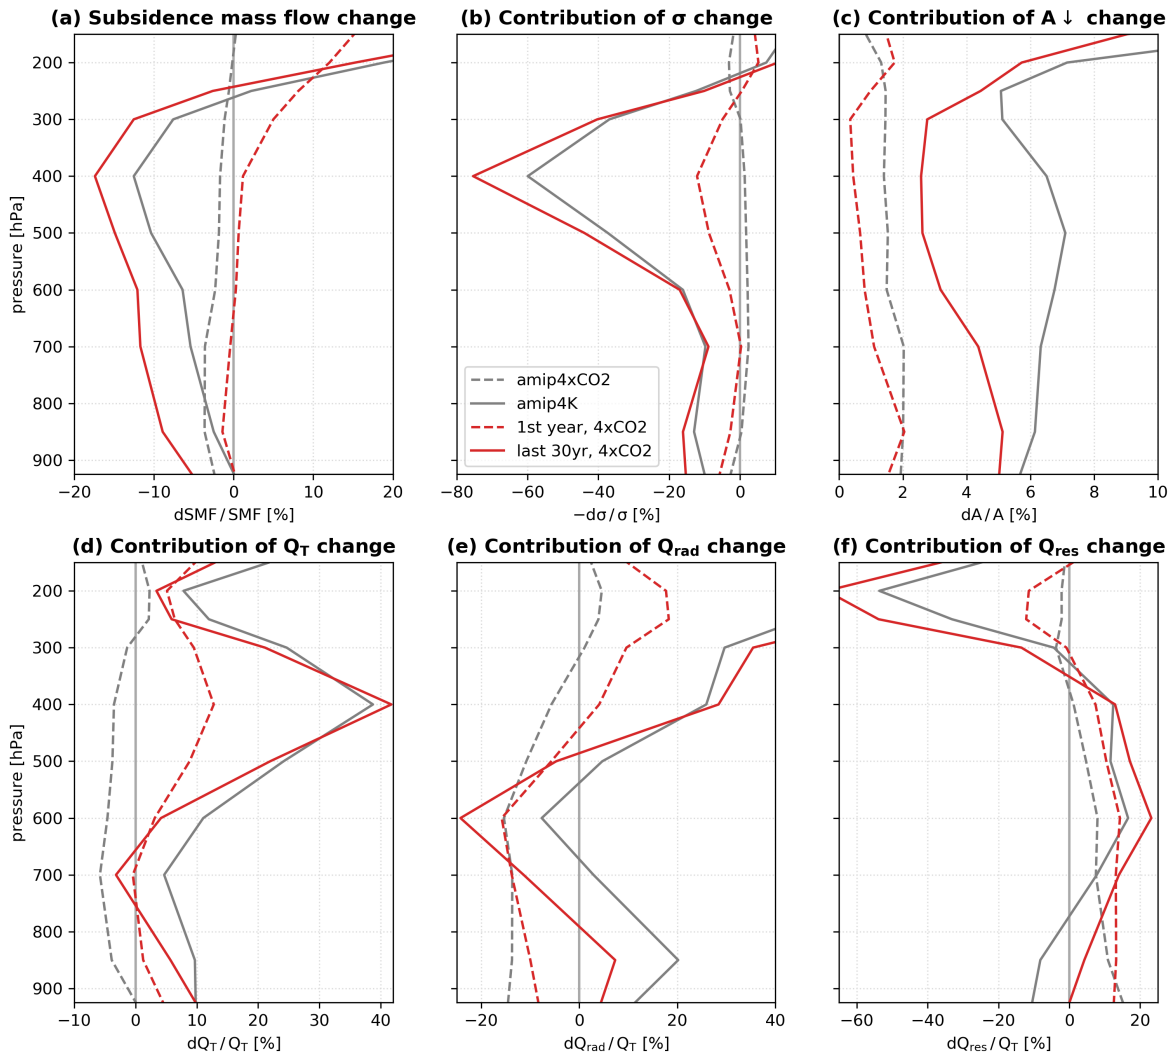 (a) Subsidence mass flow change
(b) Contribution of σ change
(c) Contribution of A↓ change
pressure [hPa]
200
300
400
500
600
700
800
900
amip4xCO2
amip4K
1st year, 4xCO2
last 30yr, 4xCO2
−20 −10 0 10 20
−80 −60 −40 −20 0
0 2 4 6 8 10
dSMF / SMF [%]
−dσ / σ [%]
dA / A [%]
(d) Contribution of Q_T change
(e) Contribution of Q_rad change
(f) Contribution of Q_res change
pressure [hPa]
200
300
400
500
600
700
800
900
−10 0 10 20 30 40
−20 0 20 40
−60 −40 −20 0 20
dQ_T / Q_T [%]
dQ_rad / Q_T [%]
dQ_res / Q_T [%]